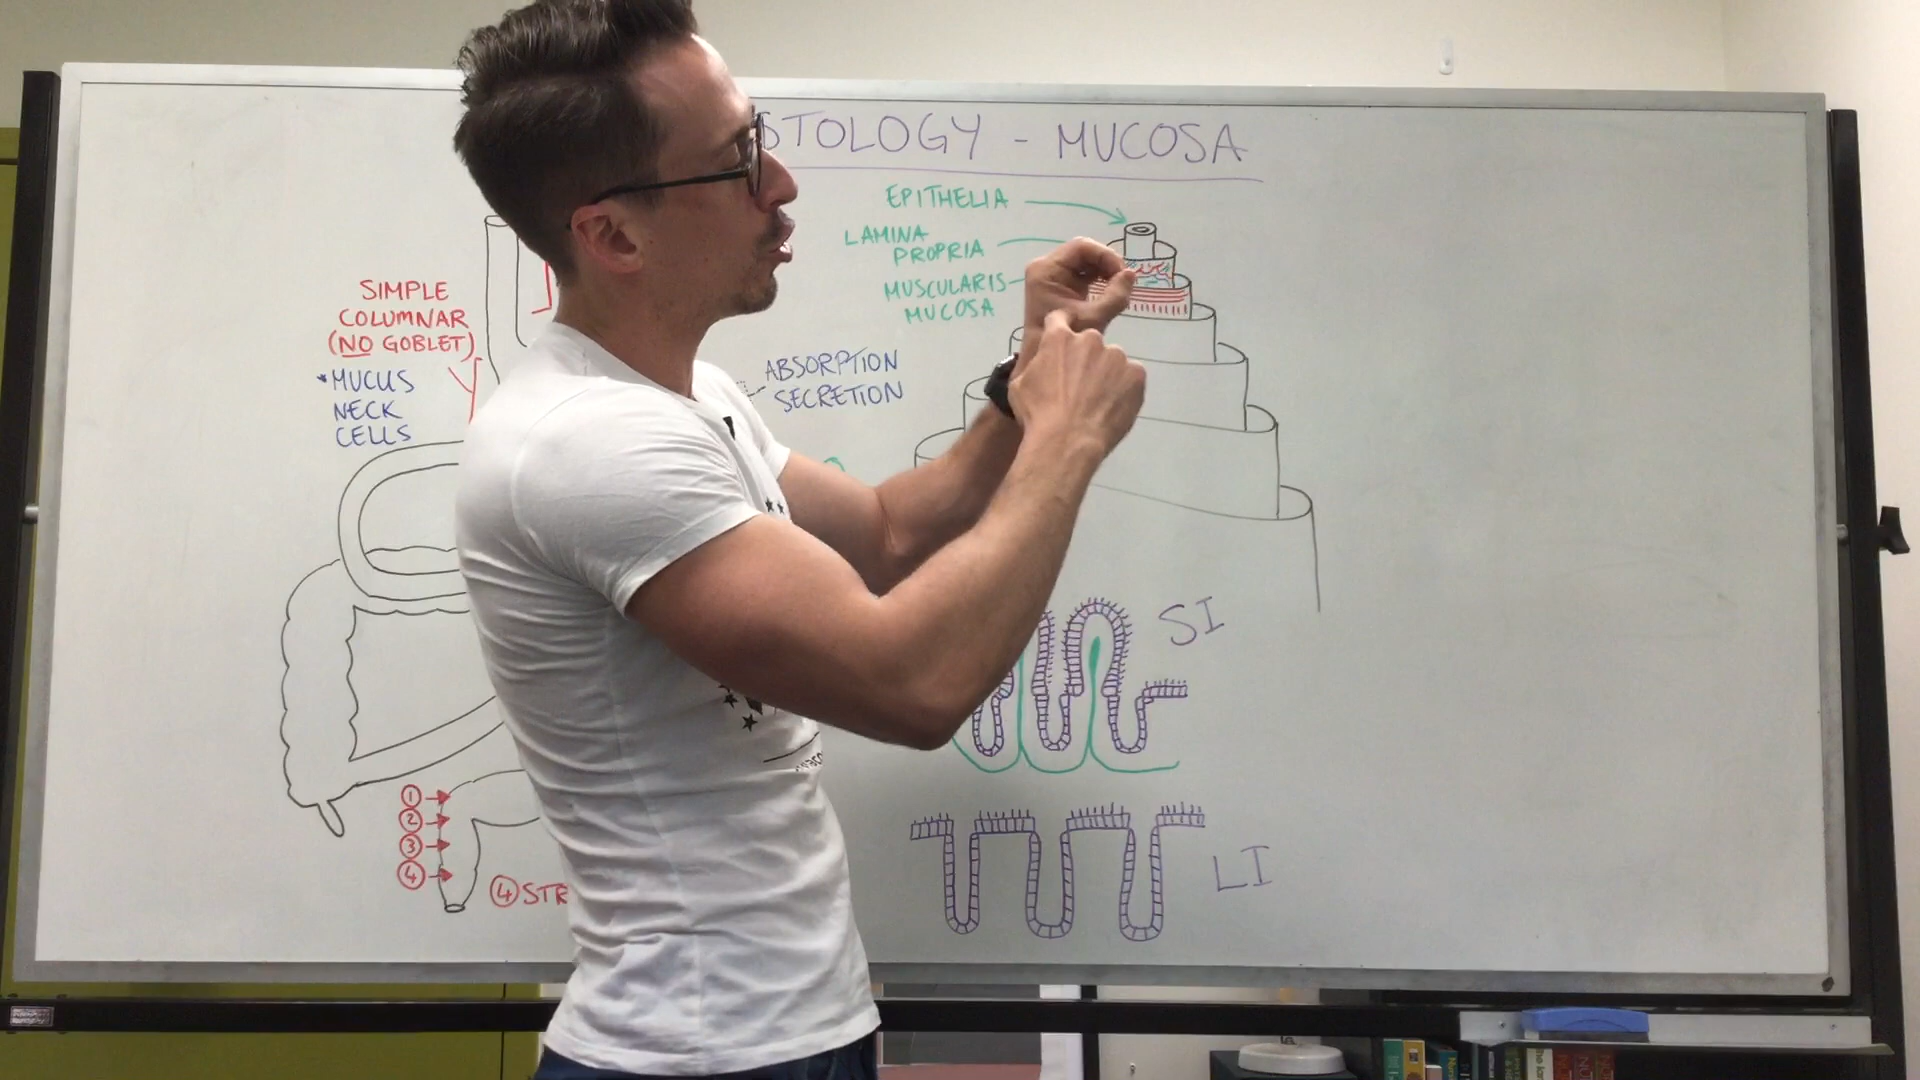 STOLOGY - MUCOSA
EPITHELIA
LAMINA
PROPRIA
MUSCULARIS
MUCOSA
SIMPLE
COLUMNAR
(NO GOBLET)
*MUCUS
NECK
CELLS
ABSORPTION
SECRETION
SI
1
2
3
4
4 STR
LI